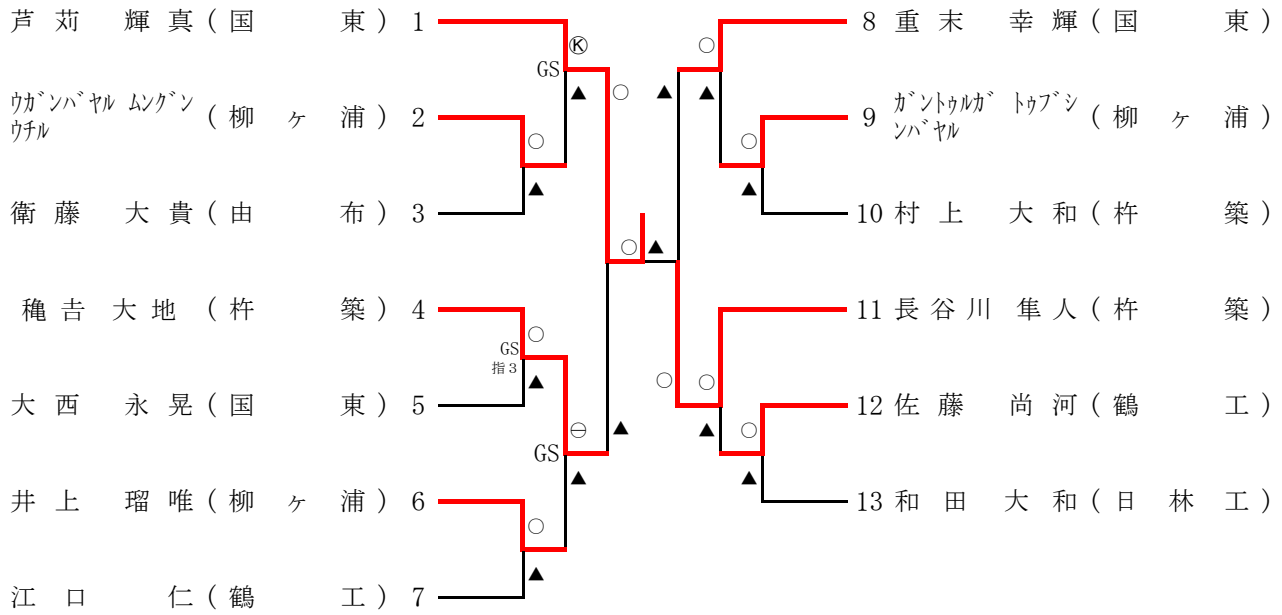 芦苅 輝真(国東) 1
ウガンバヤル ムングン
ウチル
(柳ヶ浦) 2
衛藤 大貴(由布) 3
穐吉大地(杵築) 4
大西 永晃(国東) 5
井上 瑠唯(柳ヶ浦) 6
江口 仁(鶴工) 7
Ⓚ
GS
▲
○
○
▲
○
GS
指3
▲
⊖
GS
▲
▲
○
▲
○
▲
○
▲
▲
○
▲
○
○
▲
○
▲
8 重末 幸輝(国東)
9 ガントゥルガ トゥブシ
ンバヤル
(柳ヶ浦)
10 村上 大和(杵築)
11 長谷川 隼人(杵築)
12 佐藤 尚河(鶴工)
13 和田 大和(日林工)